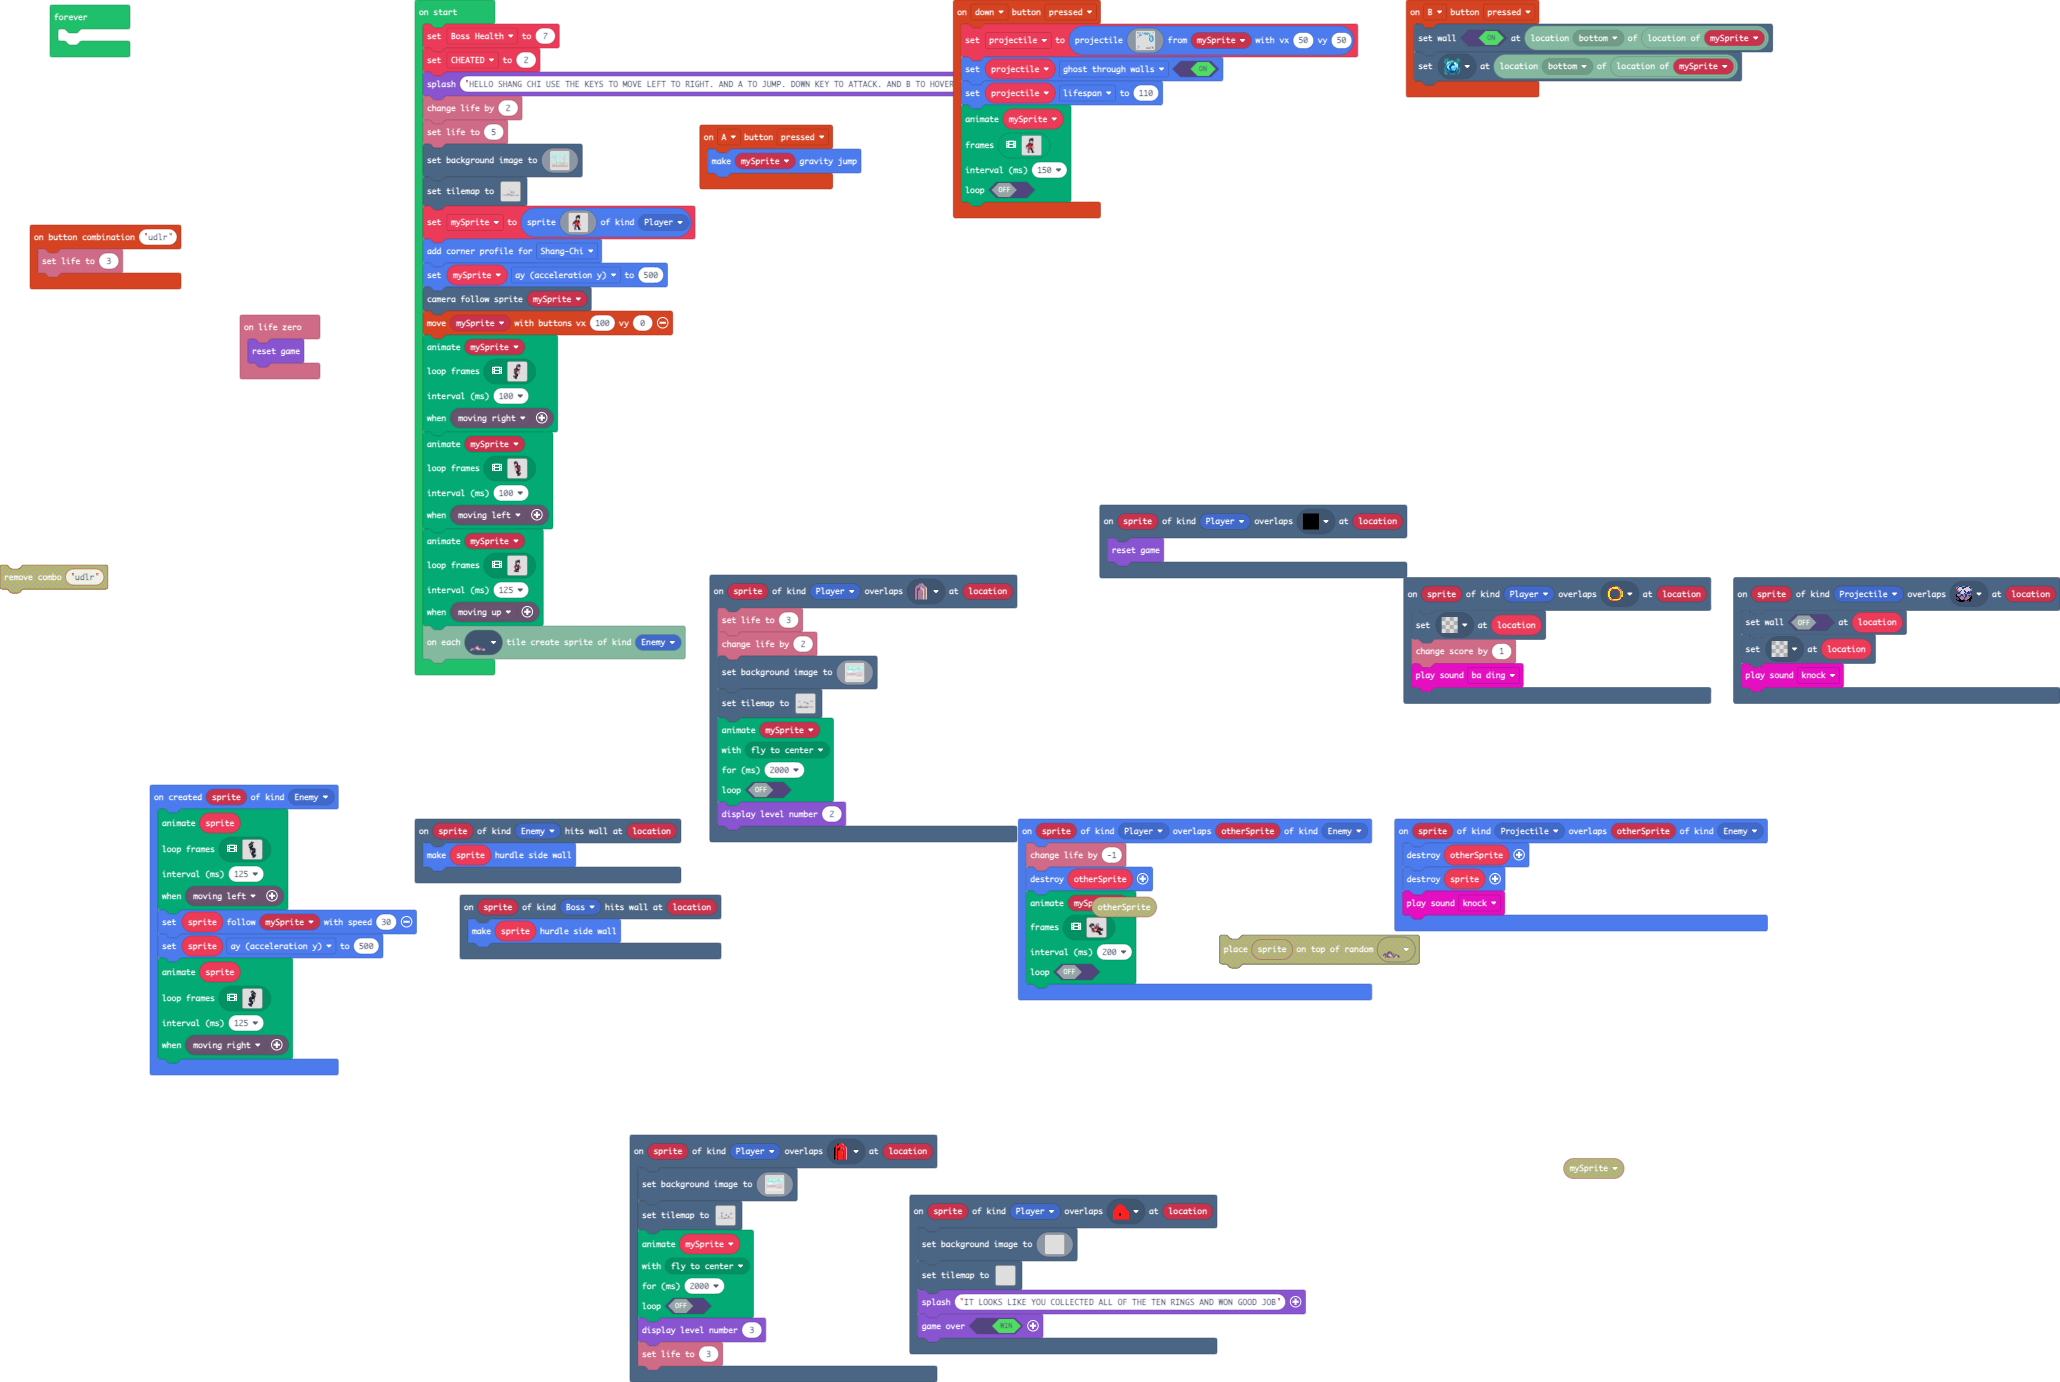 forever
on start
set Boss Health to 7
set CHEATED to 2
splash "HELLO SHANG CHI USE THE KEYS TO MOVE LEFT TO RIGHT. AND A TO JUMP. DOWN KEY TO ATTACK. AND B TO HOVER
change life by 2
set life to 5
set background image to
set tilemap to
set mySprite to sprite of kind Player
add corner profile for Shang-Chi
set mySprite ay (acceleration y) to 500
camera follow sprite mySprite
move mySprite with buttons vx 100 vy 0
animate mySprite
loop frames
interval (ms) 100
when moving right
animate mySprite
loop frames
interval (ms) 100
when moving left
animate mySprite
loop frames
interval (ms) 125
when moving up
on each tile create sprite of kind Enemy
on A button pressed
make mySprite gravity jump
on down button pressed
set projectile to projectile from mySprite with vx 50 vy 50
set projectile ghost through walls ON
set projectile lifespan to 110
animate mySprite
frames
interval (ms) 150
loop OFF
on B button pressed
set wall ON at location bottom of location of mySprite
set at location bottom of location of mySprite
on button combination "udlr"
set life to 3
on life zero
reset game
remove combo "udlr"
on sprite of kind Player overlaps at location
reset game
on sprite of kind Player overlaps at location
set life to 3
change life by 2
set background image to
set tilemap to
animate mySprite
with fly to center
for (ms) 2000
loop OFF
display level number 2
on sprite of kind Player overlaps at location
set at location
change score by 1
play sound ba ding
on sprite of kind Projectile overlaps at location
set wall OFF at location
set at location
play sound knock
on created sprite of kind Enemy
animate sprite
loop frames
interval (ms) 125
when moving left
set sprite follow mySprite with speed 30
set sprite ay (acceleration y) to 500
animate sprite
loop frames
interval (ms) 125
when moving right
on sprite of kind Enemy hits wall at location
make sprite hurdle side wall
on sprite of kind Boss hits wall at location
make sprite hurdle side wall
on sprite of kind Player overlaps otherSprite of kind Enemy
change life by -1
destroy otherSprite
animate mySp
otherSprite
frames
interval (ms) 200
loop OFF
on sprite of kind Projectile overlaps otherSprite of kind Enemy
destroy otherSprite
destroy sprite
play sound knock
place sprite on top of random
on sprite of kind Player overlaps at location
set background image to
set tilemap to
animate mySprite
with fly to center
for (ms) 2000
loop OFF
display level number 3
set life to 3
on sprite of kind Player overlaps at location
set background image to
set tilemap to
splash "IT LOOKS LIKE YOU COLLECTED ALL OF THE TEN RINGS AND WON GOOD JOB"
game over WIN
mySprite